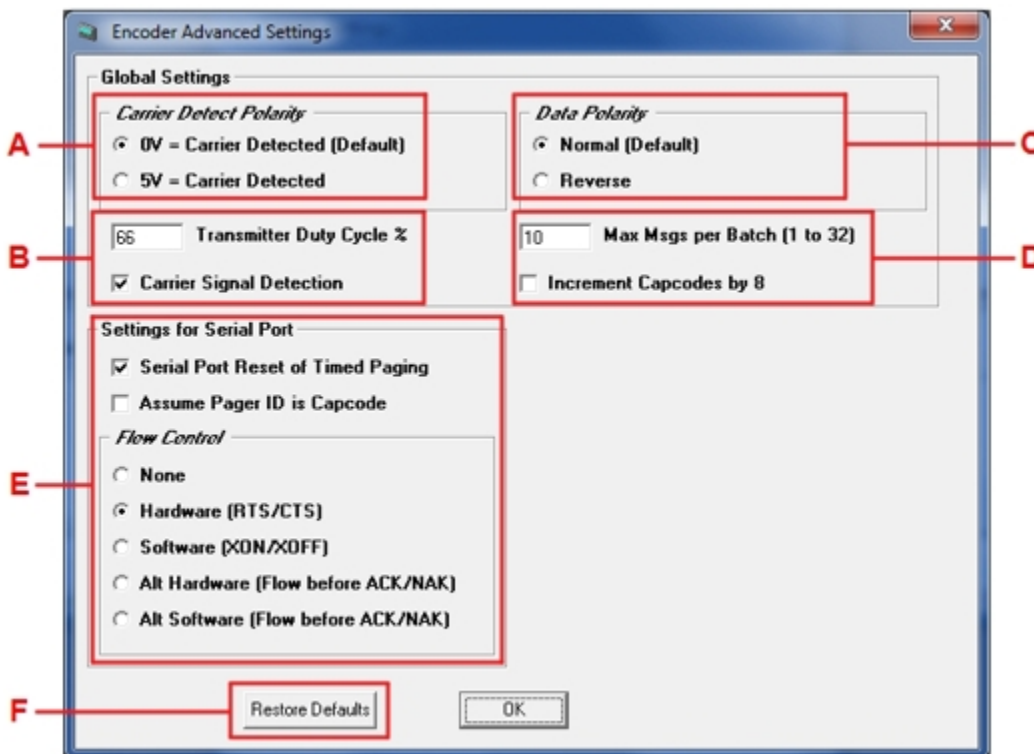 Encoder Advanced Settings
Global Settings
Carrier Detect Polarity
0V = Carrier Detected (Default)
5V = Carrier Detected
Data Polarity
Normal (Default)
Reverse
A
C
66 Transmitter Duty Cycle %
Carrier Signal Detection
10 Max Msgs per Batch (1 to 32)
Increment Capcodes by 8
B
D
Settings for Serial Port
Serial Port Reset of Timed Paging
Assume Pager ID is Capcode
Flow Control
None
Hardware (RTS/CTS)
Software (XON/XOFF)
Alt Hardware (Flow before ACK/NAK)
Alt Software (Flow before ACK/NAK)
E
F
Restore Defaults
OK